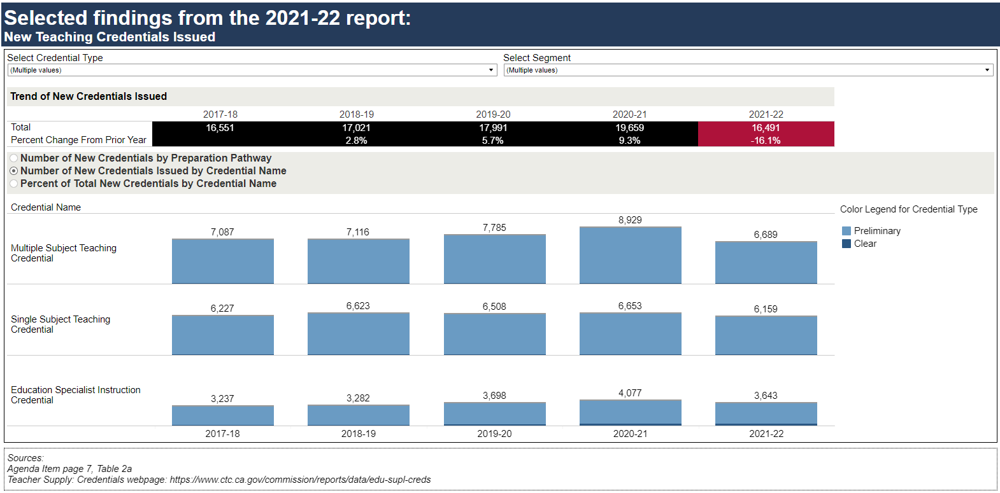 Selected findings from the 2021-22 report:
New Teaching Credentials Issued
Select Credential Type
Select Segment
(Multiple values)
(Multiple values)
Trend of New Credentials Issued
2017-18 2018-19 2019-20 2020-21 2021-22
Total 16,551 17,021 17,991 19,659 16,491
Percent Change From Prior Year 2.8% 5.7% 9.3% -16.1%
Number of New Credentials by Preparation Pathway
Number of New Credentials Issued by Credential Name
Percent of Total New Credentials by Credential Name
Credential Name
Color Legend for Credential Type
Preliminary
Clear
Multiple Subject Teaching
Credential
7,087 7,116 7,785 8,929 6,689
Single Subject Teaching
Credential
6,227 6,623 6,508 6,653 6,159
Education Specialist Instruction
Credential
3,237 3,282 3,698 4,077 3,643
2017-18 2018-19 2019-20 2020-21 2021-22
Sources:
Agenda Item page 7, Table 2a
Teacher Supply: Credentials webpage: https://www.ctc.ca.gov/commission/reports/data/edu-supl-creds